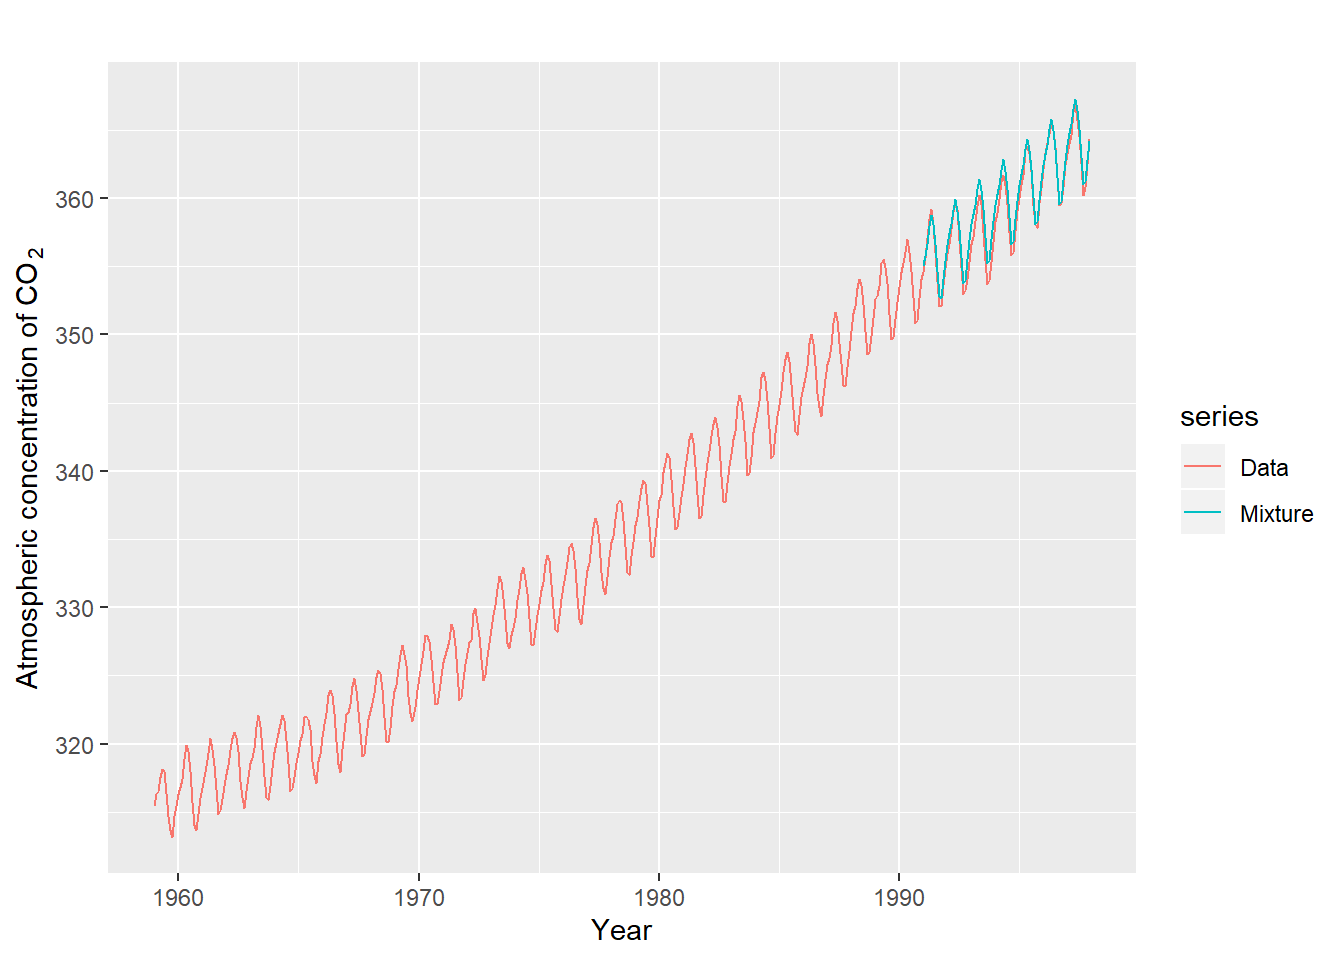 Atmospheric concentration of CO₂
360
350
340
330
320
1960 1970 1980 1990
Year
series
Data
Mixture